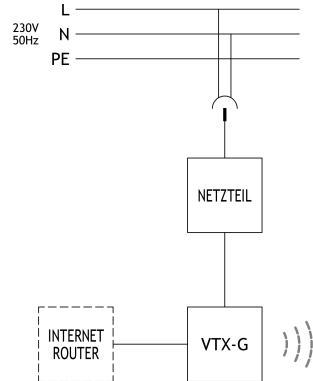 L
230V
50Hz
N
PE
NETZTEIL
INTERNET
ROUTER
VTX-G